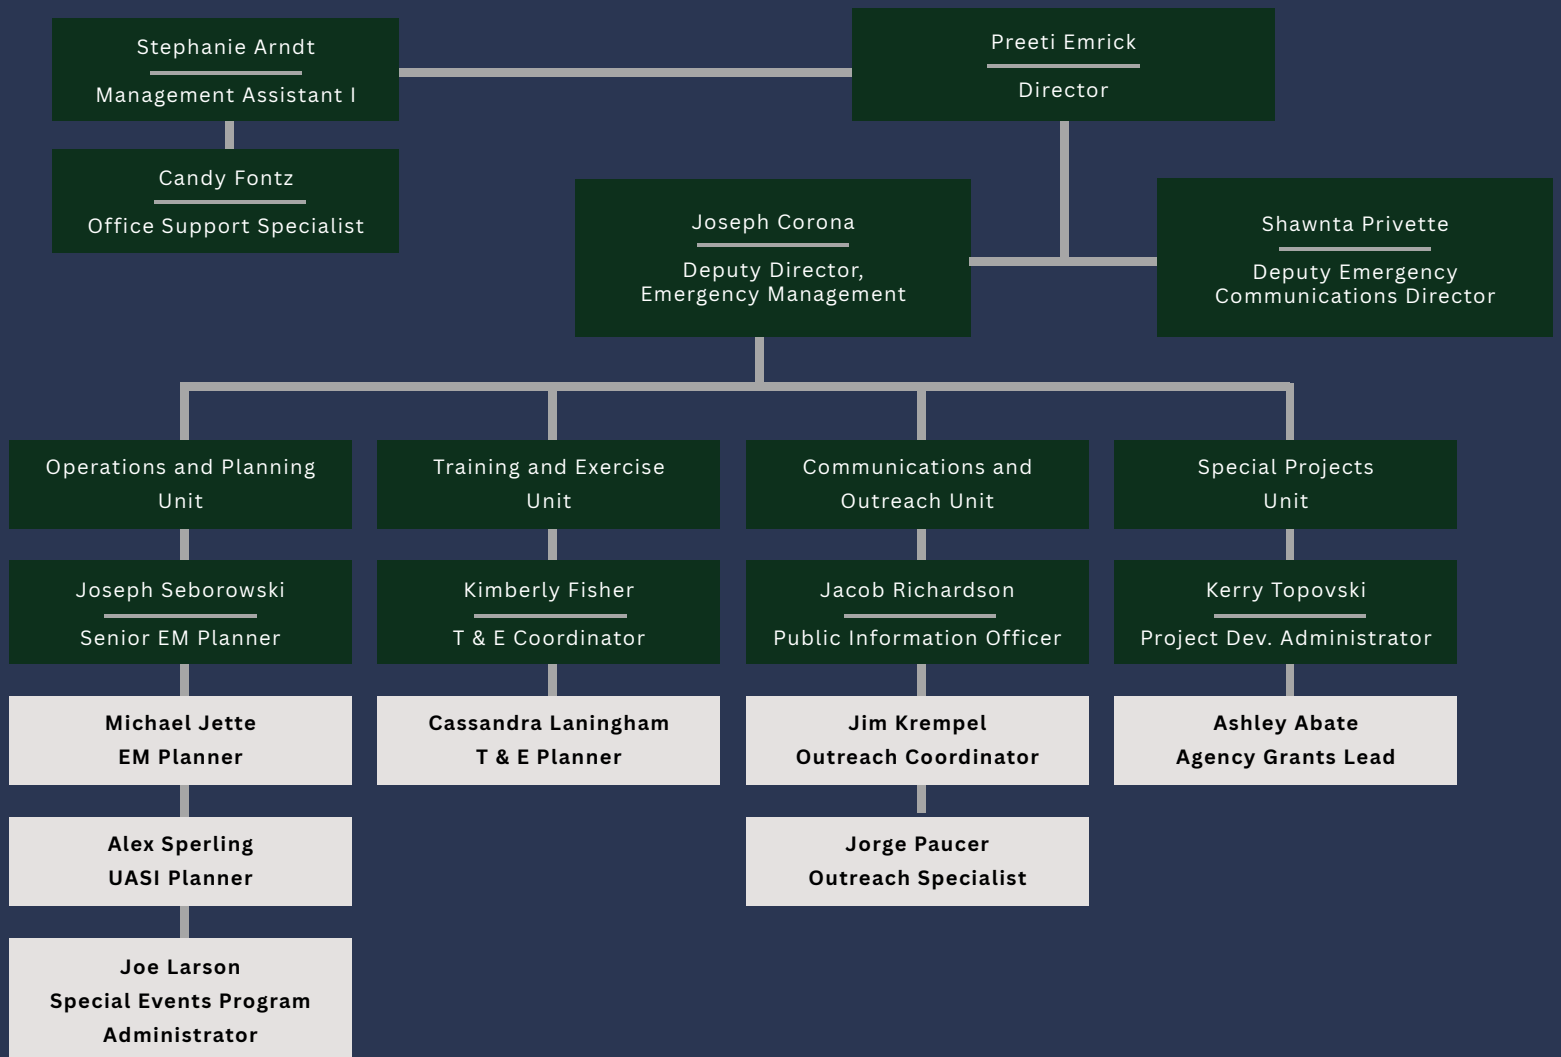 Stephanie Arndt
Management Assistant I
Preeti Emrick
Director
Candy Fontz
Office Support Specialist
Joseph Corona
Deputy Director,
Emergency Management
Shawnta Privette
Deputy Emergency
Communications Director
Operations and Planning
Unit
Training and Exercise
Unit
Communications and
Outreach Unit
Special Projects
Unit
Joseph Seborowski
Senior EM Planner
Kimberly Fisher
T & E Coordinator
Jacob Richardson
Public Information Officer
Kerry Topovski
Project Dev. Administrator
Michael Jette
EM Planner
Cassandra Laningham
T & E Planner
Jim Krempel
Outreach Coordinator
Ashley Abate
Agency Grants Lead
Alex Sperling
UASI Planner
Jorge Paucer
Outreach Specialist
Joe Larson
Special Events Program
Administrator